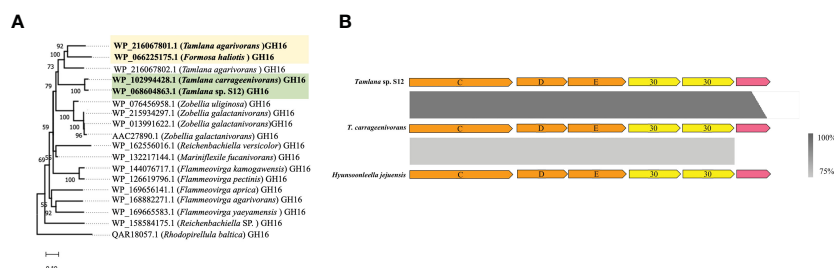 A
92
WP_216067801.1 (Tamlana agarivorans )GH16
100
WP_066225175.1 (Formosa haliotis ) GH16
73
WP_216067802.1 (Tamlana agarivorans ) GH16
WP_102994428.1 (Tamlana carrageenivorans) GH16
79
100
WP_068604863.1 (Tamlana sp. S12) GH16
WP_076456958.1 (Zobellia uliginosa) GH16
100
WP_215934297.1 (Zobellia galactanivorans) GH16
59
100
WP_013991622.1 (Zobellia galactanivorans)GH16
96
AAC27890.1 (Zobellia galactanivorans) GH16
WP_162556016.1 (Reichenbachiella versicolor) GH16
69
WP_132217144.1 (Mariniflexile fucanivorans) GH16
WP_144076717.1 (Flammeovirga kamogawensis) GH16
100
WP_126619796.1 (Flammeovirga pectinis) GH16
WP_169656141.1 (Flammeovirga aprica) GH16
WP_168882271.1 (Flammeovirga agarivorans) GH16
92
WP_169665583.1 (Flammeovirga yaeyamensis ) GH16
WP_158584175.1 (Reichenbachiella SP. ) GH16
QAR18057.1 (Rhodopirellula baltica) GH16
B
Tamlana sp. S12 C D E 30 30
T. carrageenivorans C D E 30 30
Hyunsoonleella jejuensis C D E 30 30
100%
75%